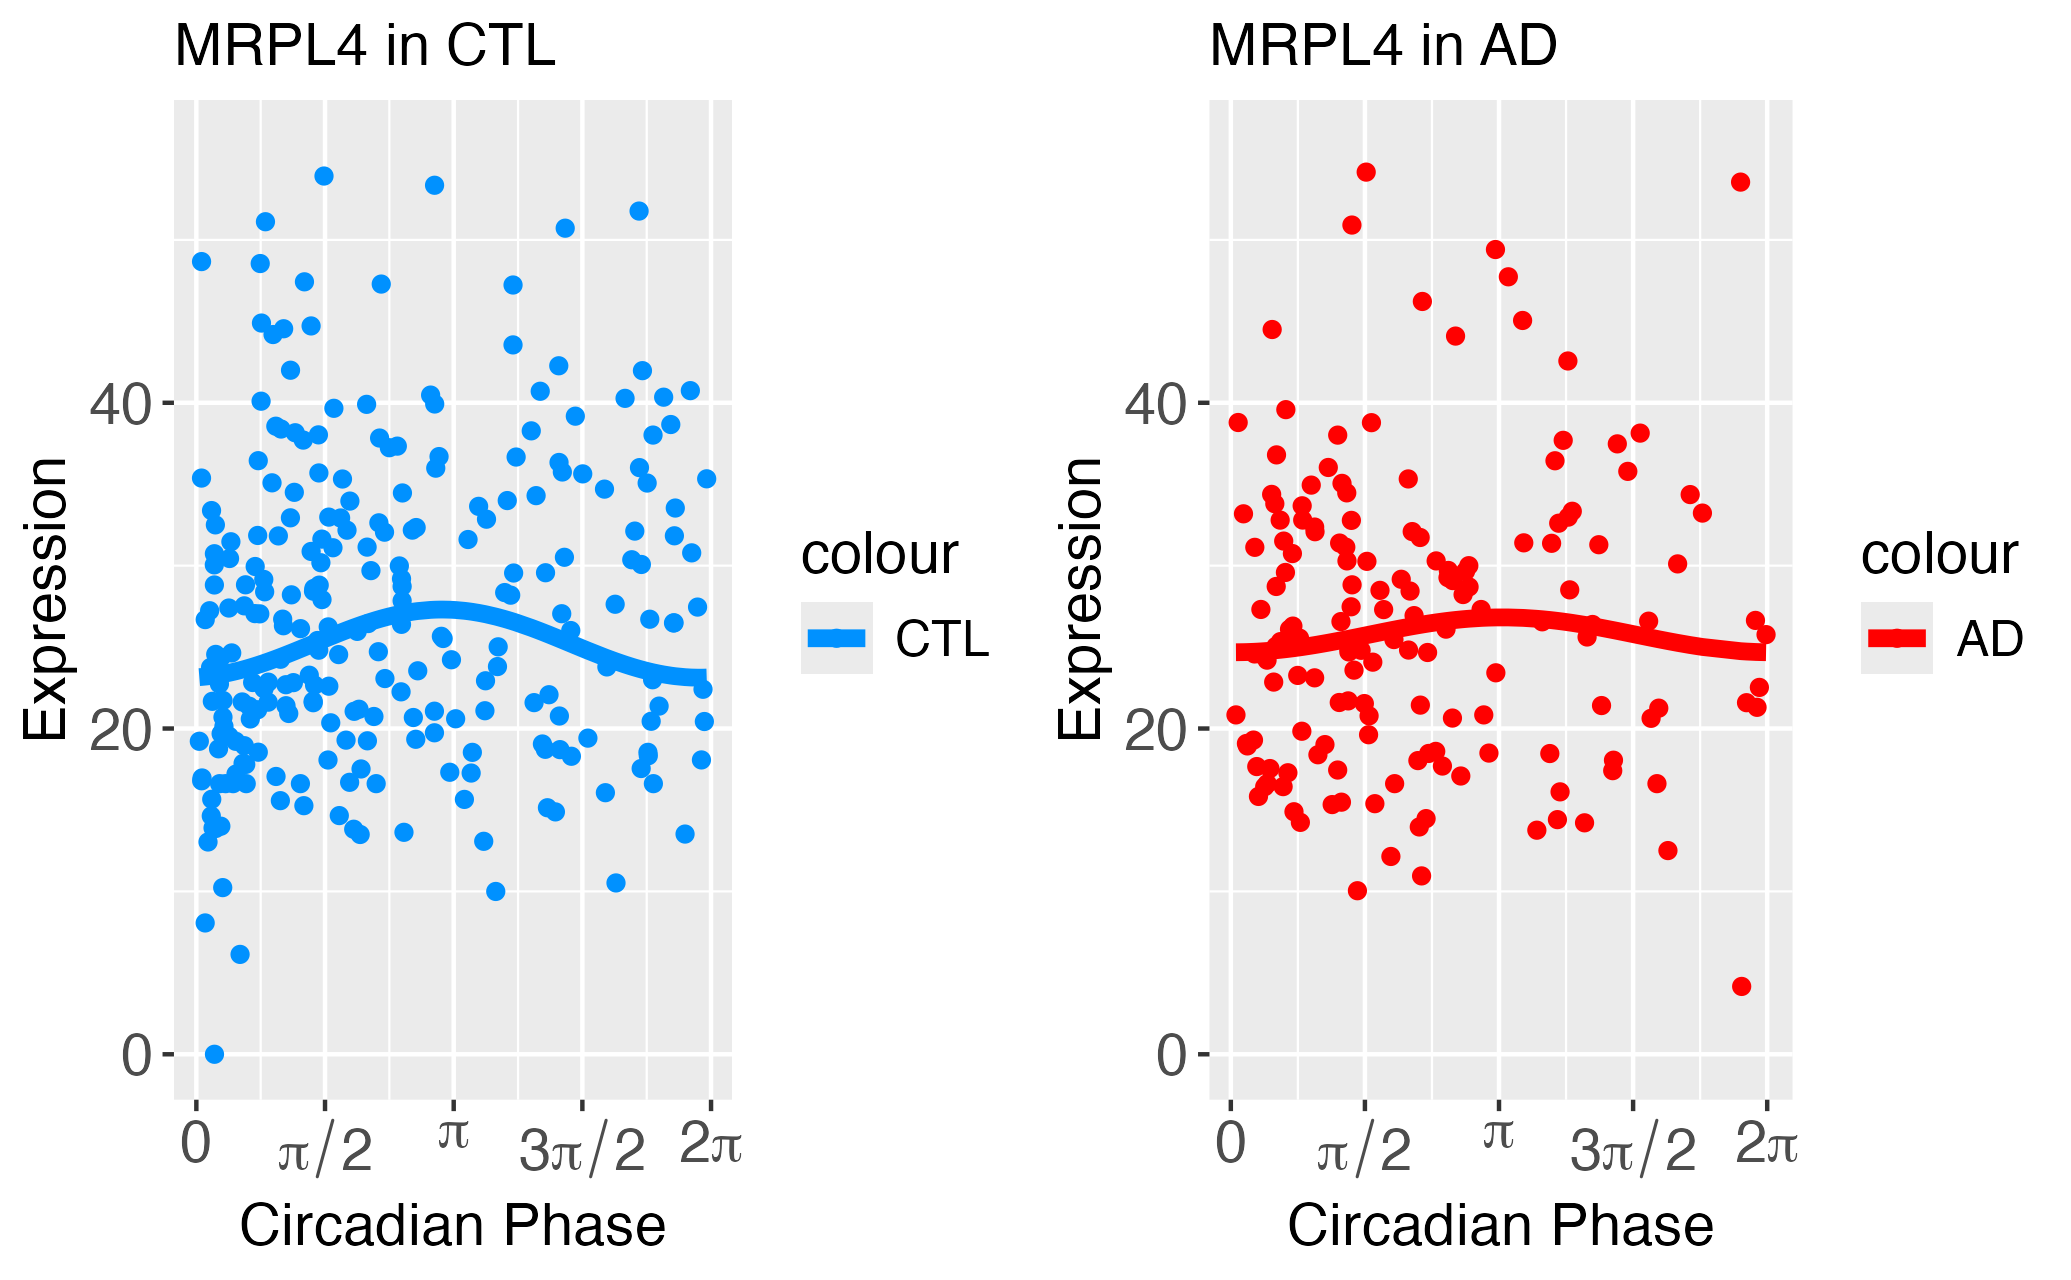 MRPL4 in CTL
Expression
40
20
0
0
π/2
π
3π/2
2π
Circadian Phase
colour
CTL
MRPL4 in AD
Expression
40
20
0
0
π/2
π
3π/2
2π
Circadian Phase
colour
AD